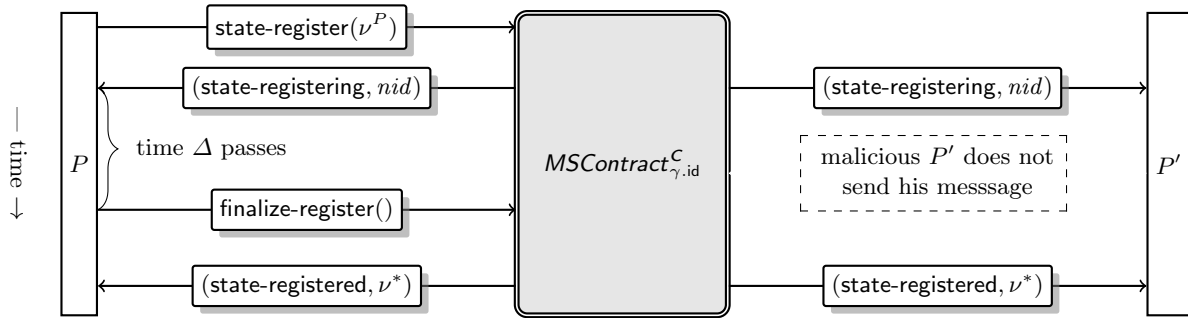 state-register(ν^P)
(state-registering, nid)
(state-registering, nid)
— time →
P
time Δ passes
MSContract^C_γ.id
malicious P′ does not
send his messsage
P′
finalize-register()
(state-registered, ν*)
(state-registered, ν*)